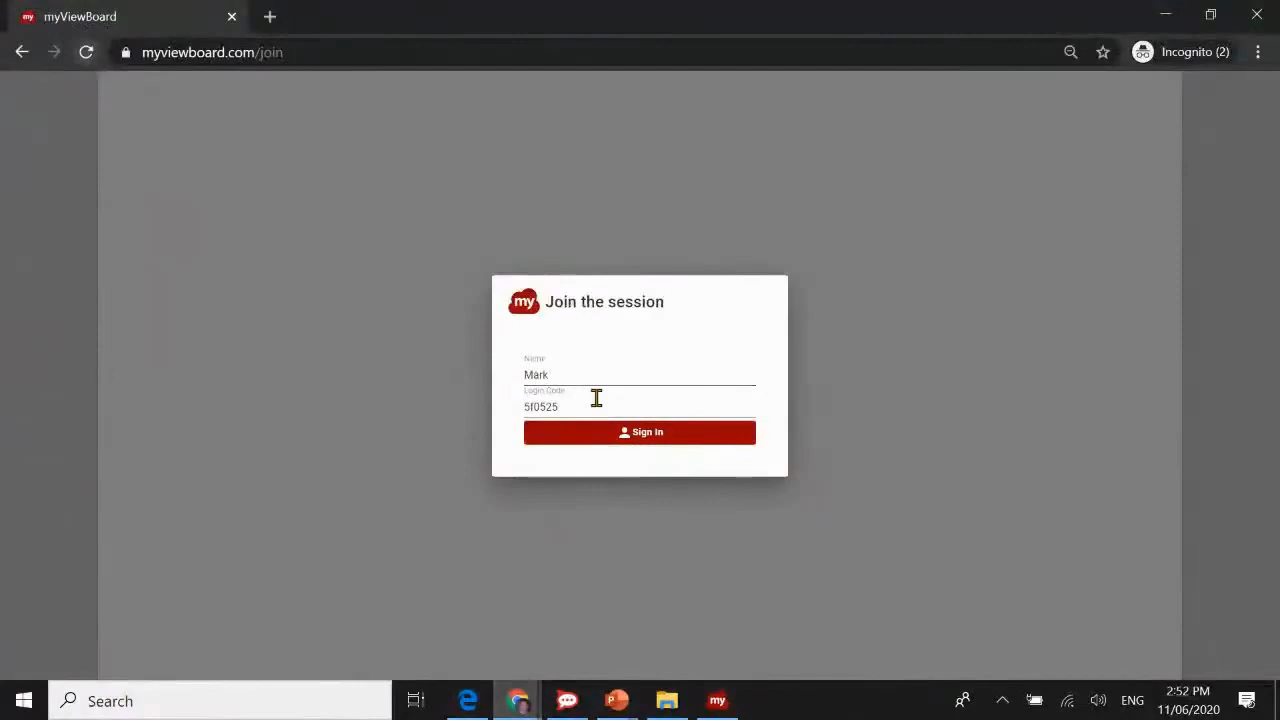 my myViewBoard
myviewboard.com/join
Incognito (2)
my Join the session
Name
Mark
Login Code
5f0525
Sign In
Search
my
ENG
2:52 PM
11/06/2020